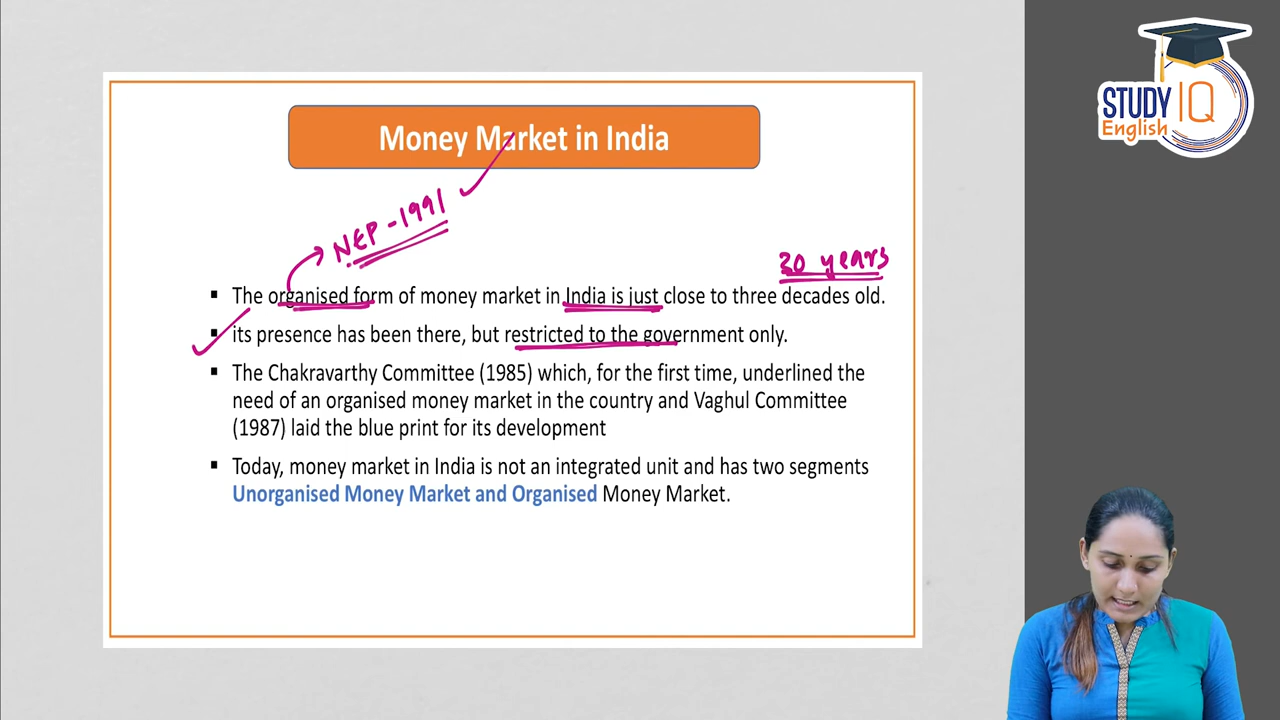 STUDY IQ
English
Money Market in India
NEP-1991
30 years
▪ The organised form of money market in India is just close to three decades old.
▪ its presence has been there, but restricted to the government only.
▪ The Chakravarthy Committee (1985) which, for the first time, underlined the
need of an organised money market in the country and Vaghul Committee
(1987) laid the blue print for its development
▪ Today, money market in India is not an integrated unit and has two segments
Unorganised Money Market and Organised Money Market.